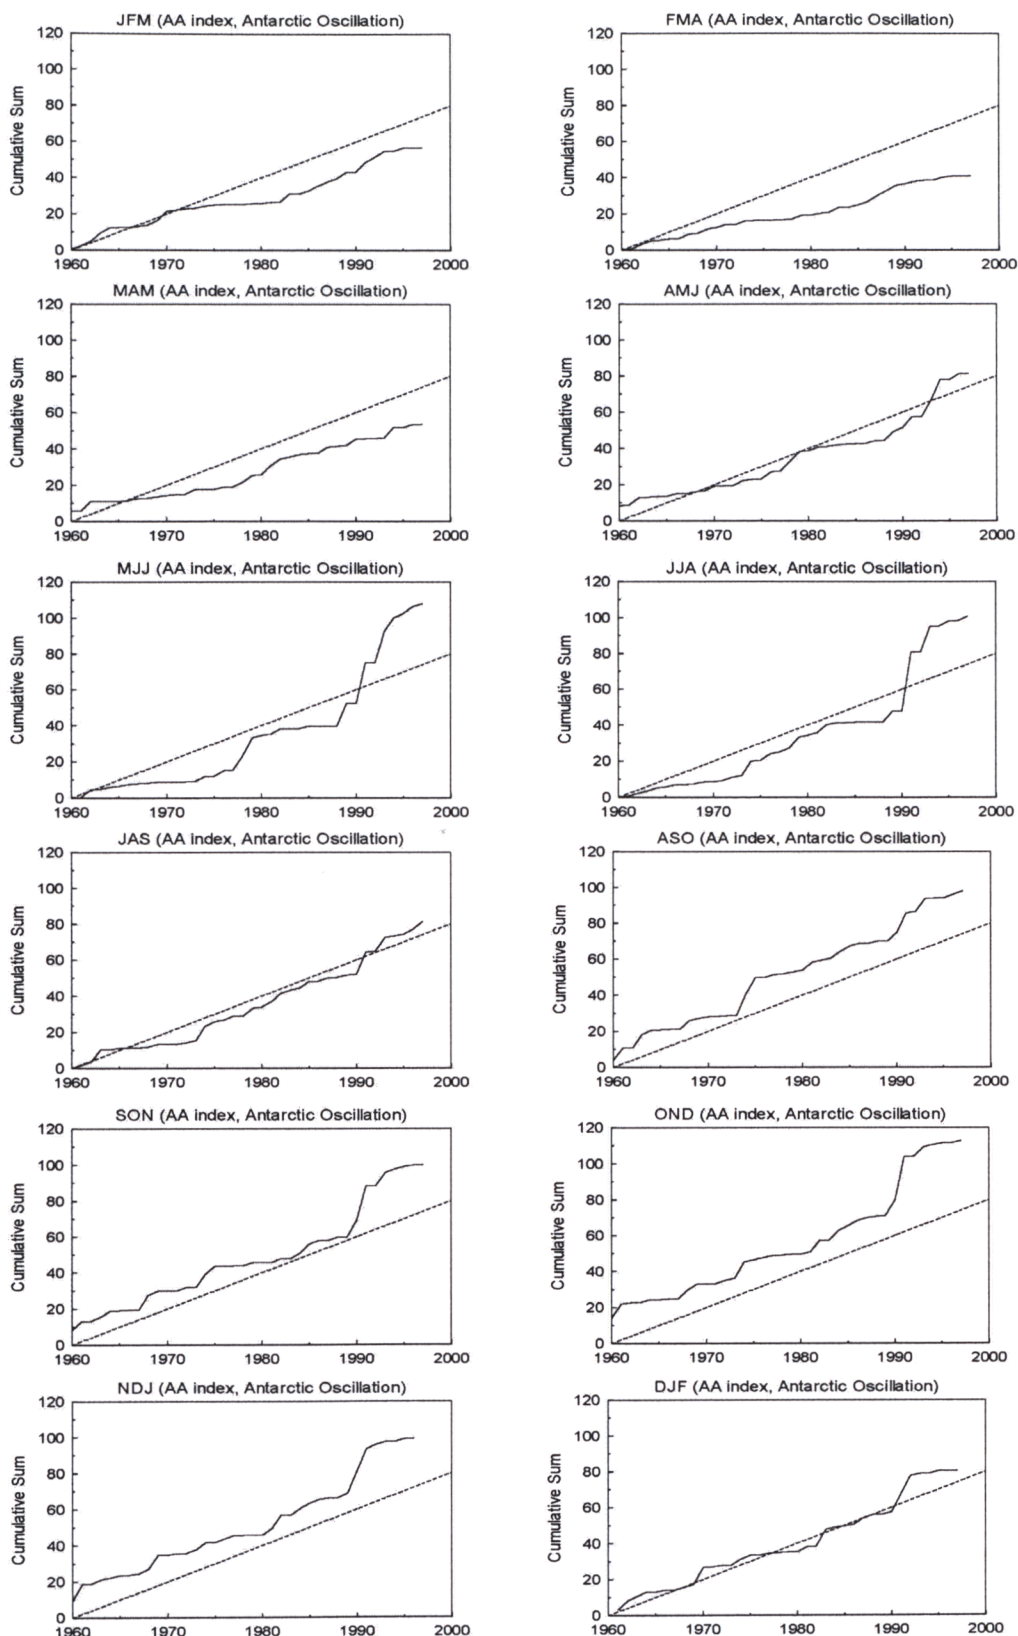 JFM (AA index, Antarctic Oscillation)
Cumulative Sum
120
100
80
60
40
20
0
1960 1970 1980 1990 2000
FMA (AA index, Antarctic Oscillation)
Cumulative Sum
120
100
80
60
40
20
0
1960 1970 1980 1990 2000
MAM (AA index, Antarctic Oscillation)
Cumulative Sum
120
100
80
60
40
20
0
1960 1970 1980 1990 2000
AMJ (AA index, Antarctic Oscillation)
Cumulative Sum
120
100
80
60
40
20
0
1960 1970 1980 1990 2000
MJJ (AA index, Antarctic Oscillation)
Cumulative Sum
120
100
80
60
40
20
0
1960 1970 1980 1990 2000
JJA (AA index, Antarctic Oscillation)
Cumulative Sum
120
100
80
60
40
20
0
1960 1970 1980 1990 2000
JAS (AA index, Antarctic Oscillation)
Cumulative Sum
120
100
80
60
40
20
0
1960 1970 1980 1990 2000
ASO (AA index, Antarctic Oscillation)
Cumulative Sum
120
100
80
60
40
20
0
1960 1970 1980 1990 2000
SON (AA index, Antarctic Oscillation)
Cumulative Sum
120
100
80
60
40
20
0
1960 1970 1980 1990 2000
OND (AA index, Antarctic Oscillation)
Cumulative Sum
120
100
80
60
40
20
0
1960 1970 1980 1990 2000
NDJ (AA index, Antarctic Oscillation)
Cumulative Sum
120
100
80
60
40
20
0
1960 1970 1980 1990 2000
DJF (AA index, Antarctic Oscillation)
Cumulative Sum
120
100
80
60
40
20
0
1960 1970 1980 1990 2000